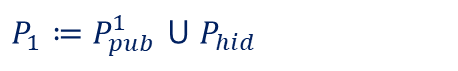 P₁ ≔ P¹_pub ∪ P_hid